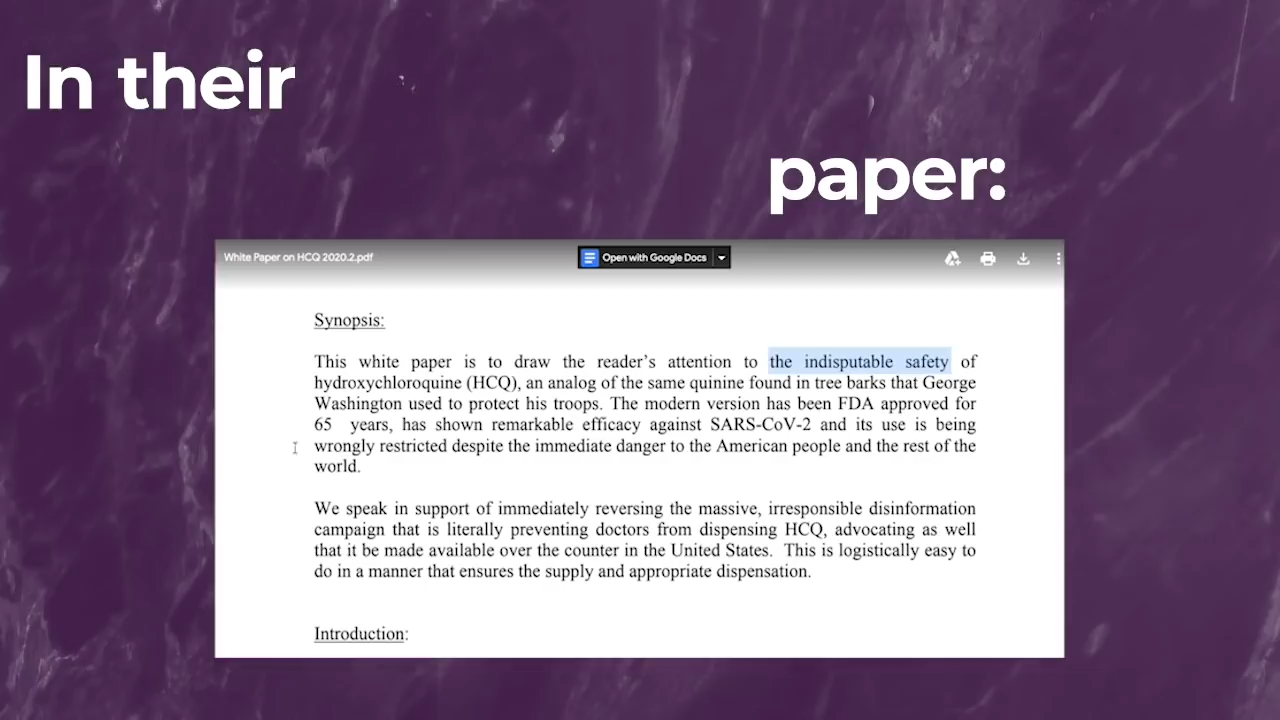 In their
paper:
White Paper on HCQ 2020.2.pdf
Open with Google Docs
Synopsis:
This white paper is to draw the reader's attention to the indisputable safety of
hydroxychloroquine (HCQ), an analog of the same quinine found in tree barks that George
Washington used to protect his troops. The modern version has been FDA approved for
65 years, has shown remarkable efficacy against SARS-CoV-2 and its use is being
wrongly restricted despite the immediate danger to the American people and the rest of the
world.
We speak in support of immediately reversing the massive, irresponsible disinformation
campaign that is literally preventing doctors from dispensing HCQ, advocating as well
that it be made available over the counter in the United States. This is logistically easy to
do in a manner that ensures the supply and appropriate dispensation.
Introduction: